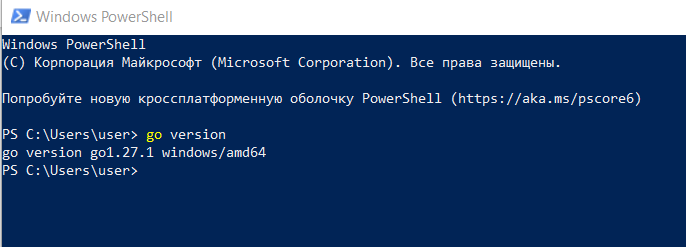 Windows PowerShell
Windows PowerShell
(C) Корпорация Майкрософт (Microsoft Corporation). Все права защищены.
Попробуйте новую кроссплатформенную оболочку PowerShell (https://aka.ms/pscore6)
PS C:\Users\user> go version
go version go1.27.1 windows/amd64
PS C:\Users\user>